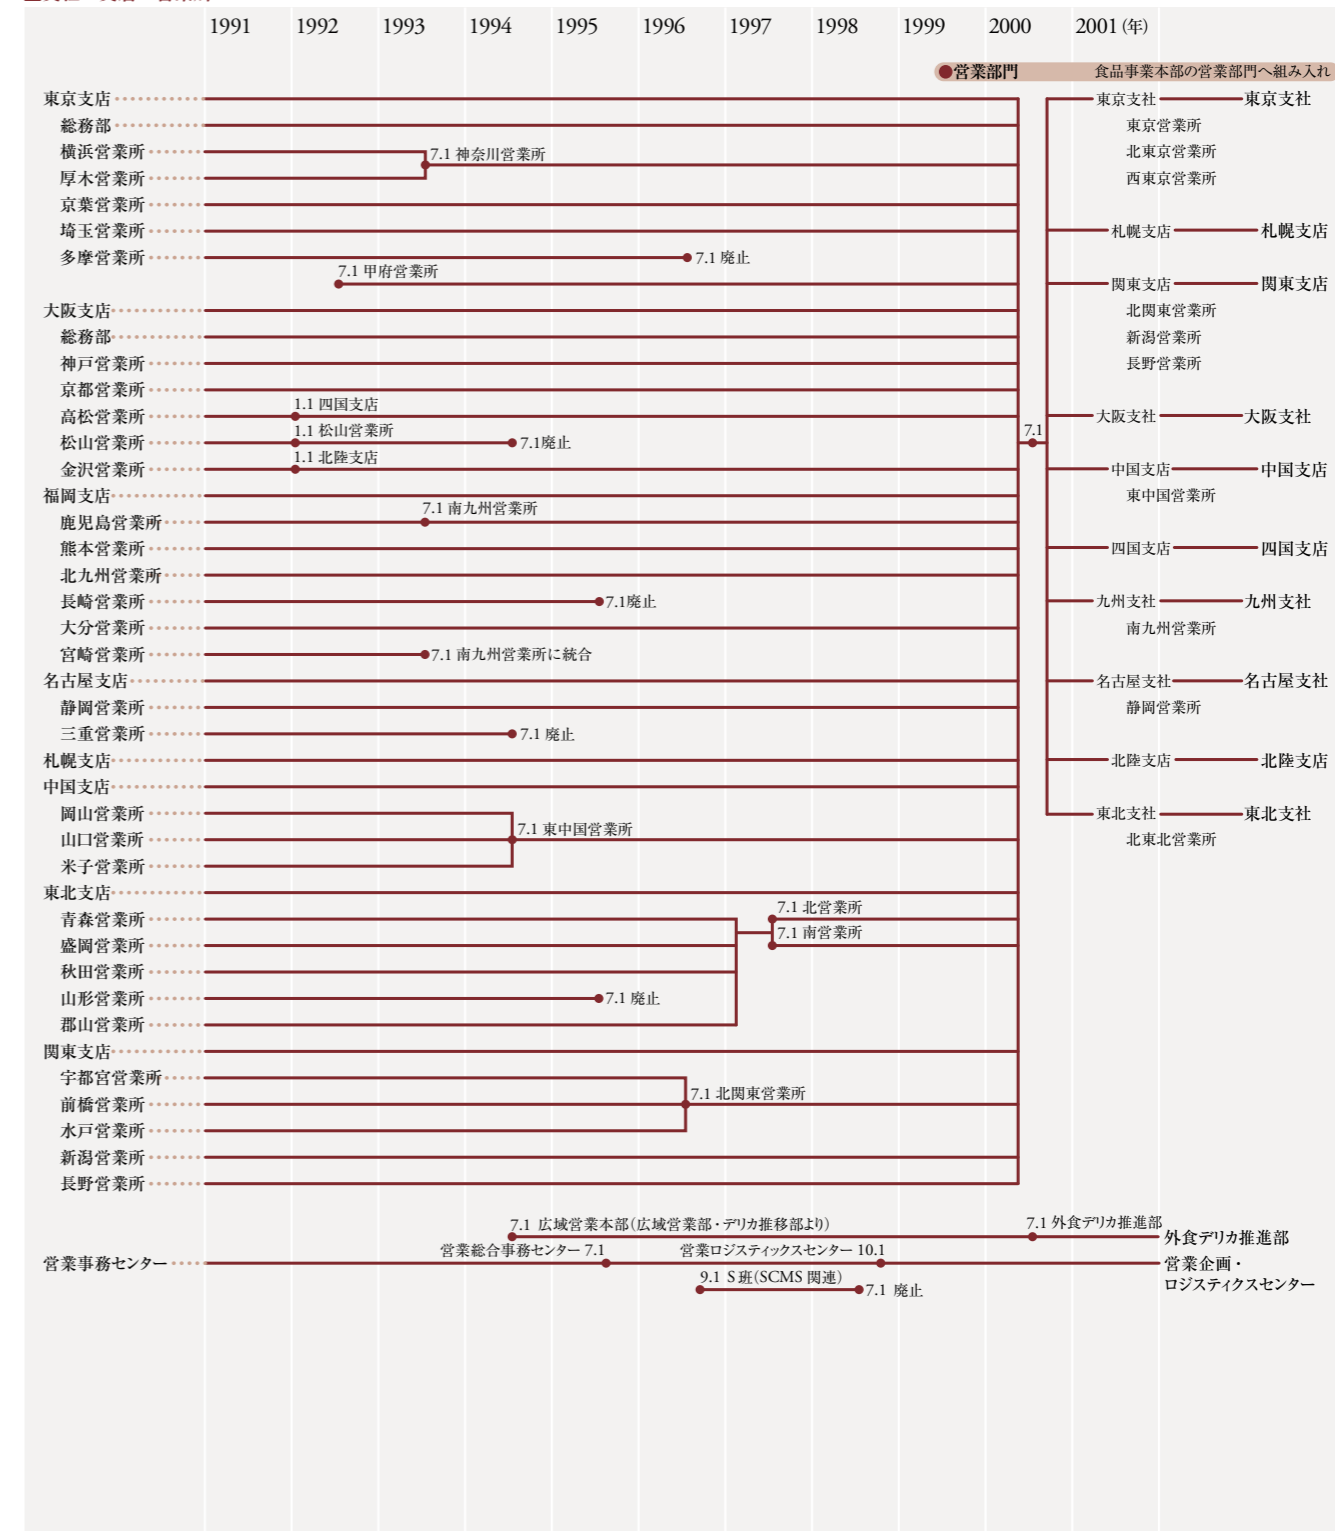 1991 1992 1993 1994 1995 1996 1997 1998 1999 2000 2001(年)
営業部門 食品事業本部の営業部門へ組み入れ
東京支店 東京支社 東京支社
総務部 東京営業所
横浜営業所 7.1 神奈川営業所 北東京営業所
厚木営業所 西東京営業所
京葉営業所
埼玉営業所 札幌支店 札幌支店
多摩営業所 7.1 廃止
7.1 甲府営業所 関東支店 関東支店
大阪支店 北関東営業所
総務部 新潟営業所
神戸営業所 長野営業所
京都営業所
1.1 四国支店
高松営業所 大阪支社 大阪支社
1.1 松山営業所 7.1
松山営業所 7.1廃止
1.1 北陸支店
金沢営業所 中国支店 中国支店
福岡支店 東中国営業所
7.1 南九州営業所
鹿児島営業所
熊本営業所 四国支店 四国支店
北九州営業所
長崎営業所 7.1廃止 九州支社 九州支社
大分営業所 南九州営業所
宮崎営業所 7.1 南九州営業所に統合
名古屋支店 名古屋支社 名古屋支社
静岡営業所 静岡営業所
三重営業所 7.1 廃止
札幌支店 北陸支店 北陸支店
中国支店
岡山営業所 東北支社 東北支社
7.1 東中国営業所
山口営業所 北東北営業所
米子営業所
東北支店
7.1 北営業所
青森営業所
7.1 南営業所
盛岡営業所
秋田営業所
山形営業所 7.1 廃止
郡山営業所
関東支店
宇都宮営業所
7.1 北関東営業所
前橋営業所
水戸営業所
新潟営業所
長野営業所
7.1 広域営業本部(広域営業部・デリカ推移部より) 7.1 外食デリカ推進部
外食デリカ推進部
営業総合事務センター 7.1 営業ロジスティックスセンター 10.1
営業事務センター 営業企画・
9.1 S班(SCMS関連) ロジスティクスセンター
7.1 廃止